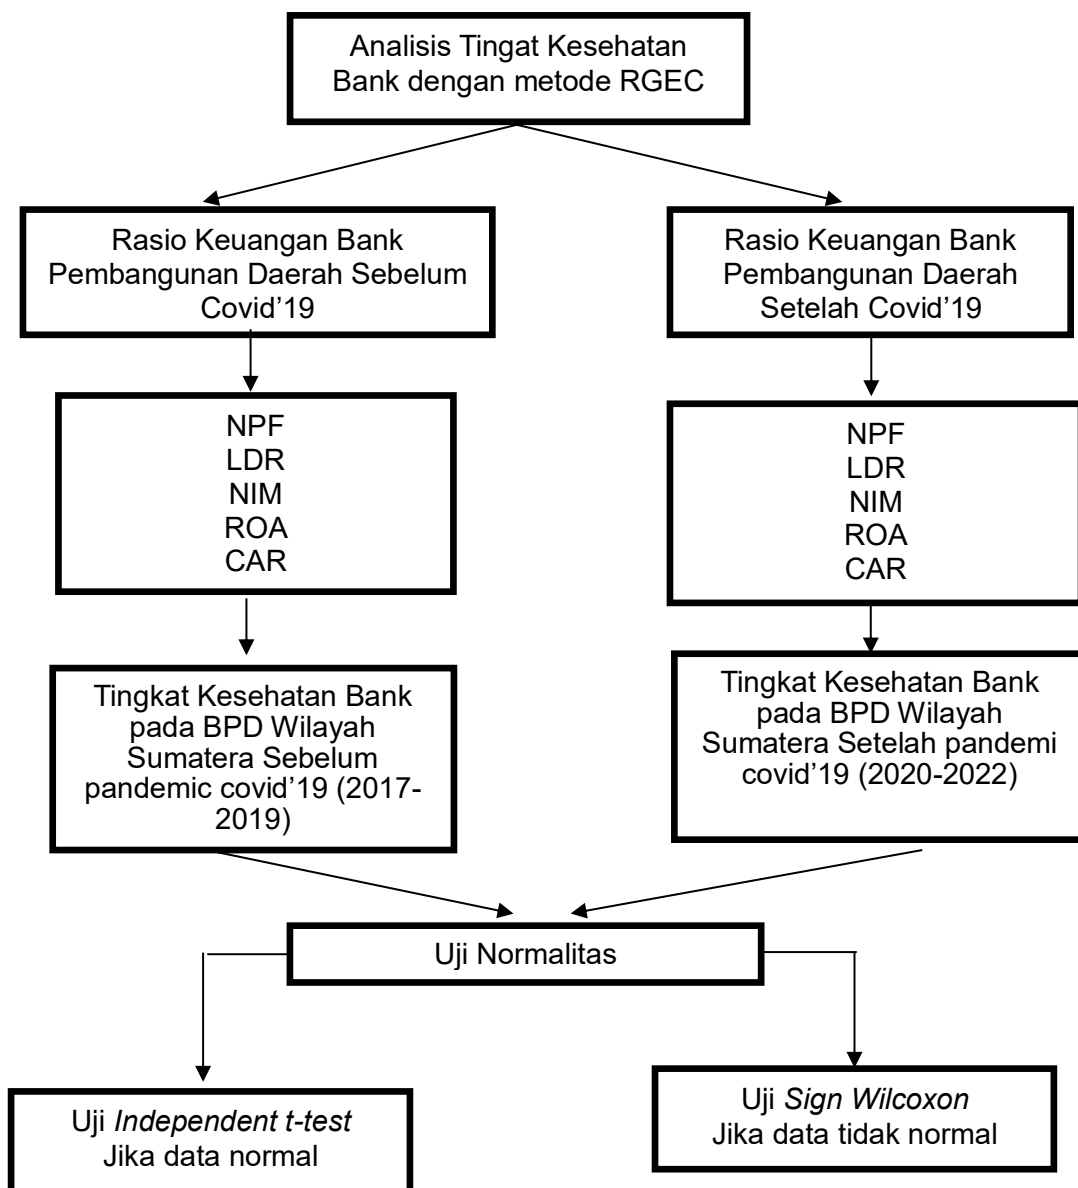 Analisis Tingat Kesehatan
Bank dengan metode RGEC
Rasio Keuangan Bank
Pembangunan Daerah Sebelum
Covid’19
Rasio Keuangan Bank
Pembangunan Daerah
Setelah Covid’19
NPF
LDR
NIM
ROA
CAR
NPF
LDR
NIM
ROA
CAR
Tingkat Kesehatan Bank
pada BPD Wilayah
Sumatera Sebelum
pandemic covid’19 (2017-
2019)
Tingkat Kesehatan Bank
pada BPD Wilayah
Sumatera Setelah pandemi
covid’19 (2020-2022)
Uji Normalitas
Uji Independent t-test
Jika data normal
Uji Sign Wilcoxon
Jika data tidak normal